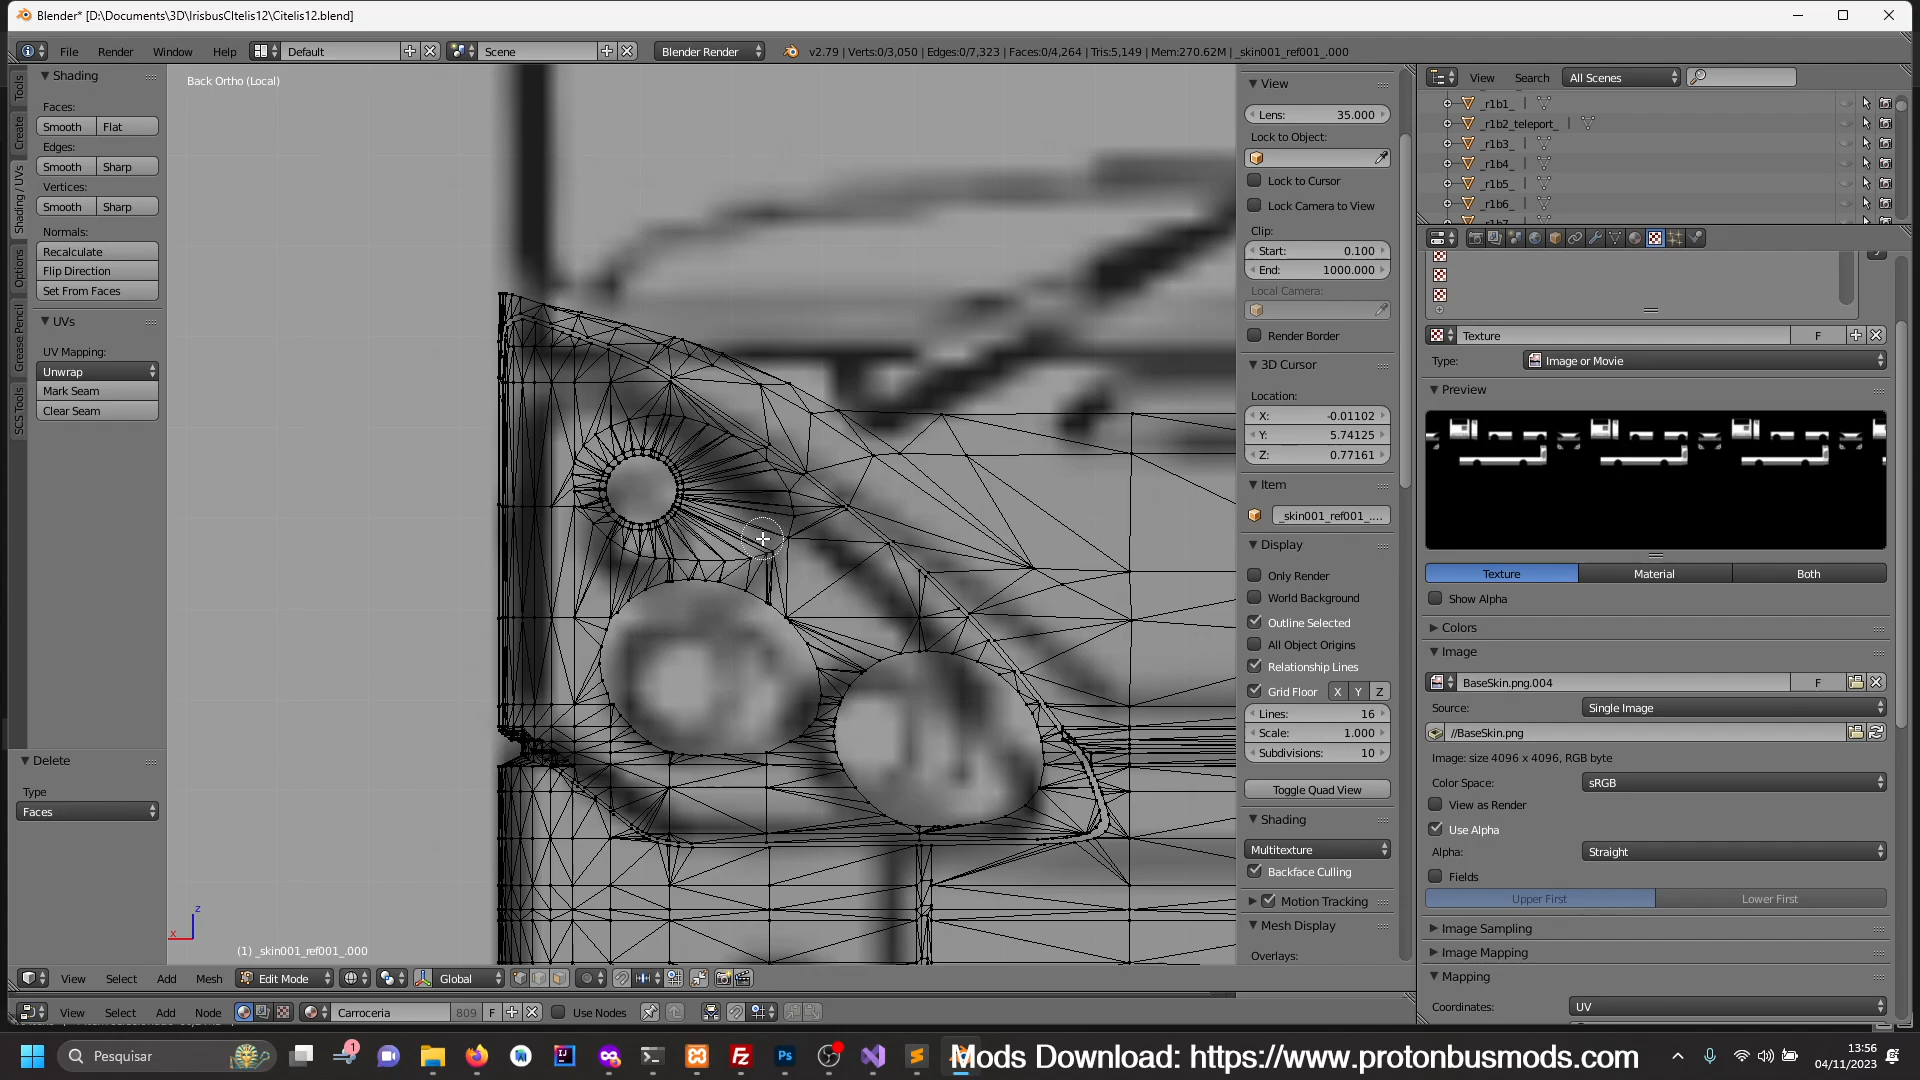 Blender* [D:\Documents\3D\IrisbusCItelis12\Citelis12.blend]
File Render Window Help Default Scene Blender Render v2.79 | Verts:0/3,050 | Edges:0/7,323 | Faces:0/4,264 | Tris:5,149 | Mem:270.62M | _skin001_ref001_.000
Tools
Create
Shading / UVs
Options
Grease Pencil
SCS Tools
Shading
Faces:
Smooth Flat
Edges:
Smooth Sharp
Vertices:
Smooth Sharp
Normals:
Recalculate
Flip Direction
Set From Faces
UVs
UV Mapping:
Unwrap
Mark Seam
Clear Seam
Delete
Type
Faces
Back Ortho (Local)
z
x
(1) _skin001_ref001_.000
View
Lens: 35.000
Lock to Object:
Lock to Cursor
Lock Camera to View
Clip:
Start: 0.100
End: 1000.000
Local Camera:
Render Border
3D Cursor
Location:
X: -0.01102
Y: 5.74125
Z: 0.77161
Item
_skin001_ref001_....
Display
Only Render
World Background
Outline Selected
All Object Origins
Relationship Lines
Grid Floor X Y Z
Lines: 16
Scale: 1.000
Subdivisions: 10
Toggle Quad View
Shading
Multitexture
Backface Culling
Motion Tracking
Mesh Display
Overlays:
View Search All Scenes
_r1b1_
_r1b2_teleport_
_r1b3_
_r1b4_
_r1b5_
_r1b6_
_r1b7_
Texture F
Type: Image or Movie
Preview
Texture Material Both
Show Alpha
Colors
Image
BaseSkin.png.004 F
Source: Single Image
//BaseSkin.png
Image: size 4096 x 4096, RGB byte
Color Space: sRGB
View as Render
Use Alpha
Alpha: Straight
Fields
Upper First Lower First
Image Sampling
Image Mapping
Mapping
Coordinates: UV
View Select Add Mesh Edit Mode Global
View Select Add Node Carroceria 809 F Use Nodes
Pesquisar
1
Mods Download: https://www.protonbusmods.com
13:56
04/11/2023